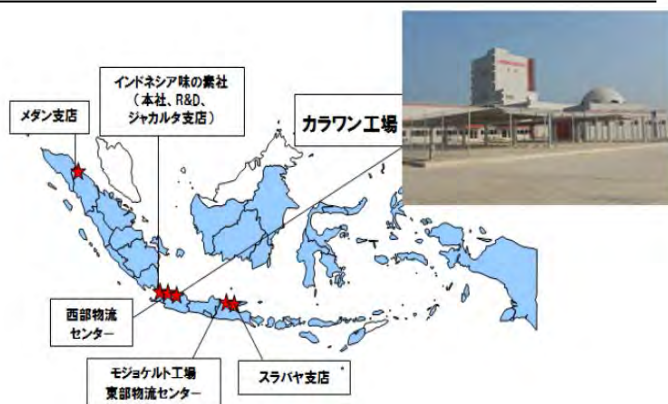 インドネシア味の素社
（本社、R&D、
ジャカルタ支店）
メダン支店
カラワン工場
西部物流
センター
モジョケルト工場
東部物流センター
スラバヤ支店